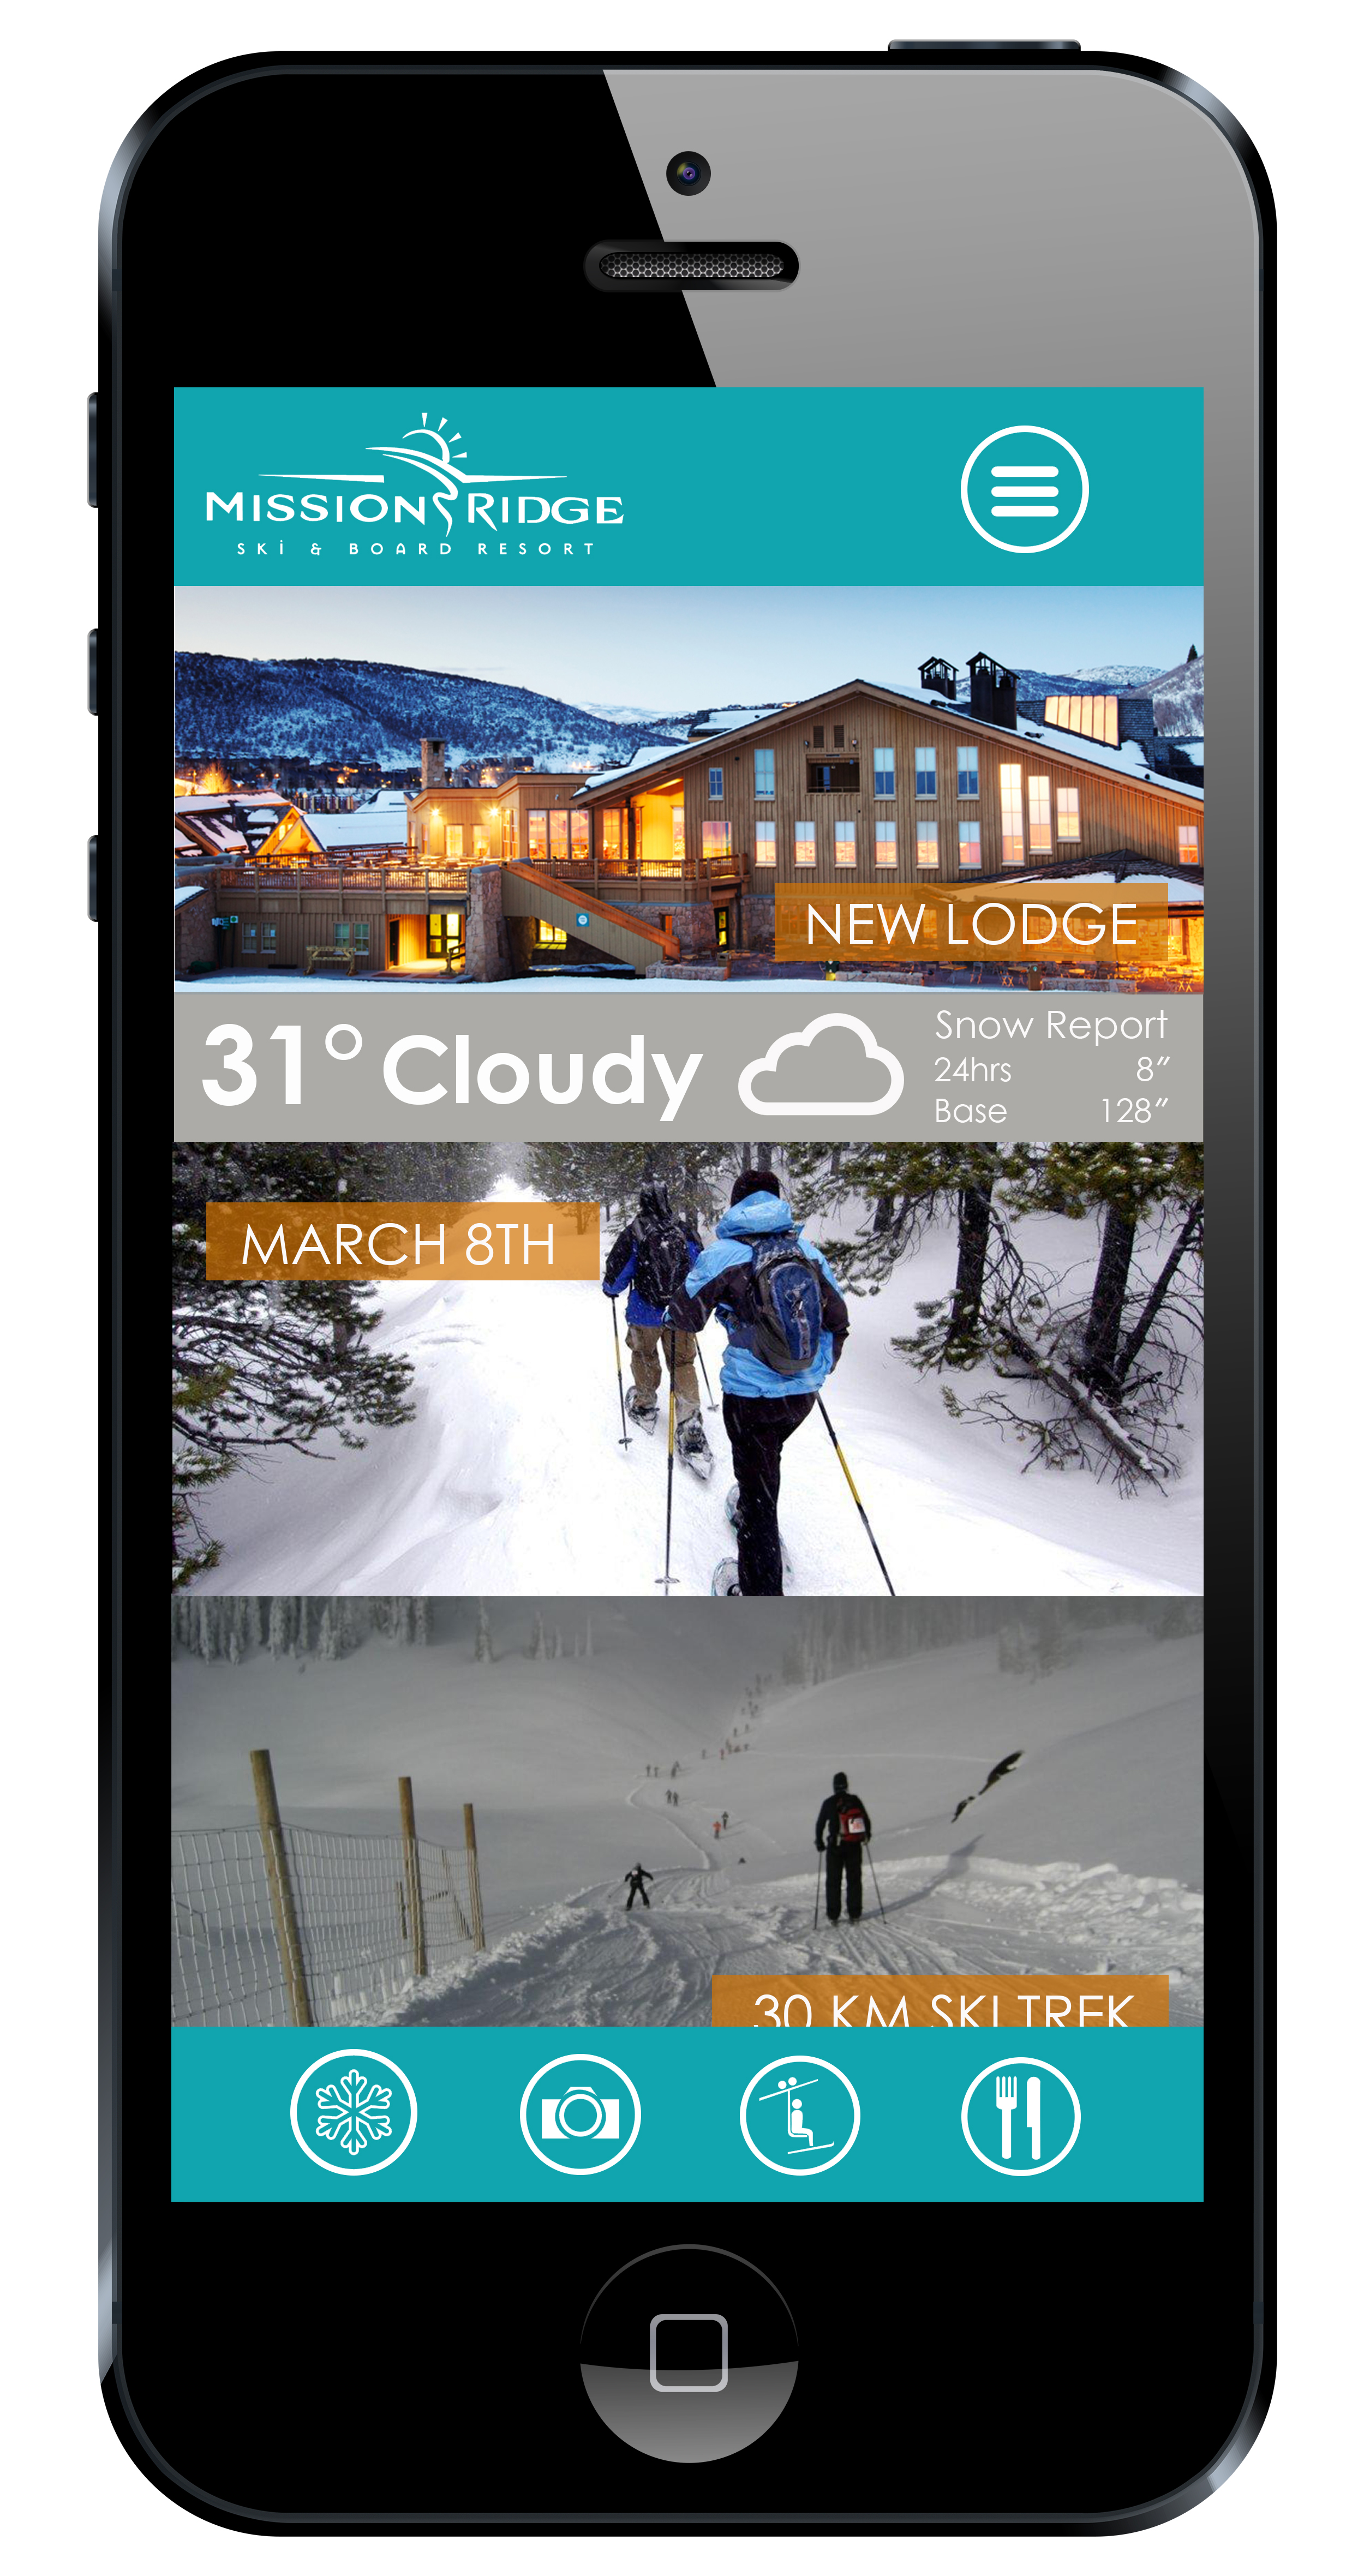 MISSION RIDGE
SKI & BOARD RESORT
NEW LODGE
31° Cloudy
Snow Report
24hrs 8"
Base 128"
MARCH 8TH
30 KM SKI TREK